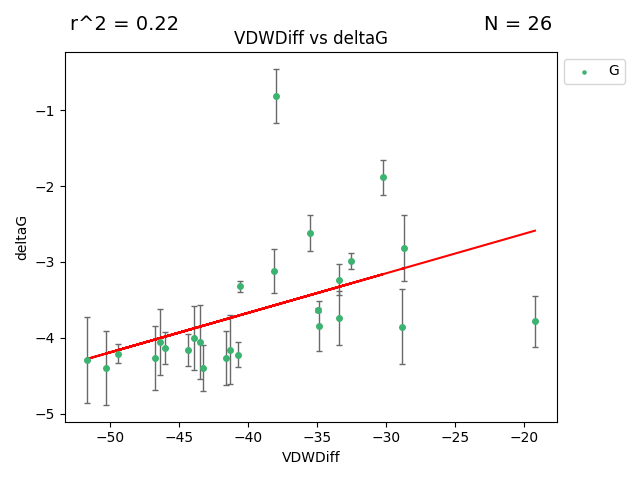 r^2 = 0.22
N = 26
VDWDiff vs deltaG
G
deltaG
−1
−2
−3
−4
−5
−50
−45
−40
−35
−30
−25
−20
VDWDiff